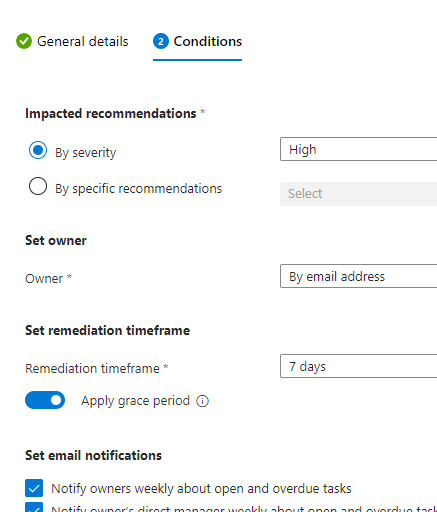 General details
2 Conditions
Impacted recommendations *
By severity
High
By specific recommendations
Select
Set owner
Owner *
By email address
Set remediation timeframe
Remediation timeframe *
7 days
Apply grace period
Set email notifications
Notify owners weekly about open and overdue tasks
Notify owner's direct manager weekly about open and overdue task